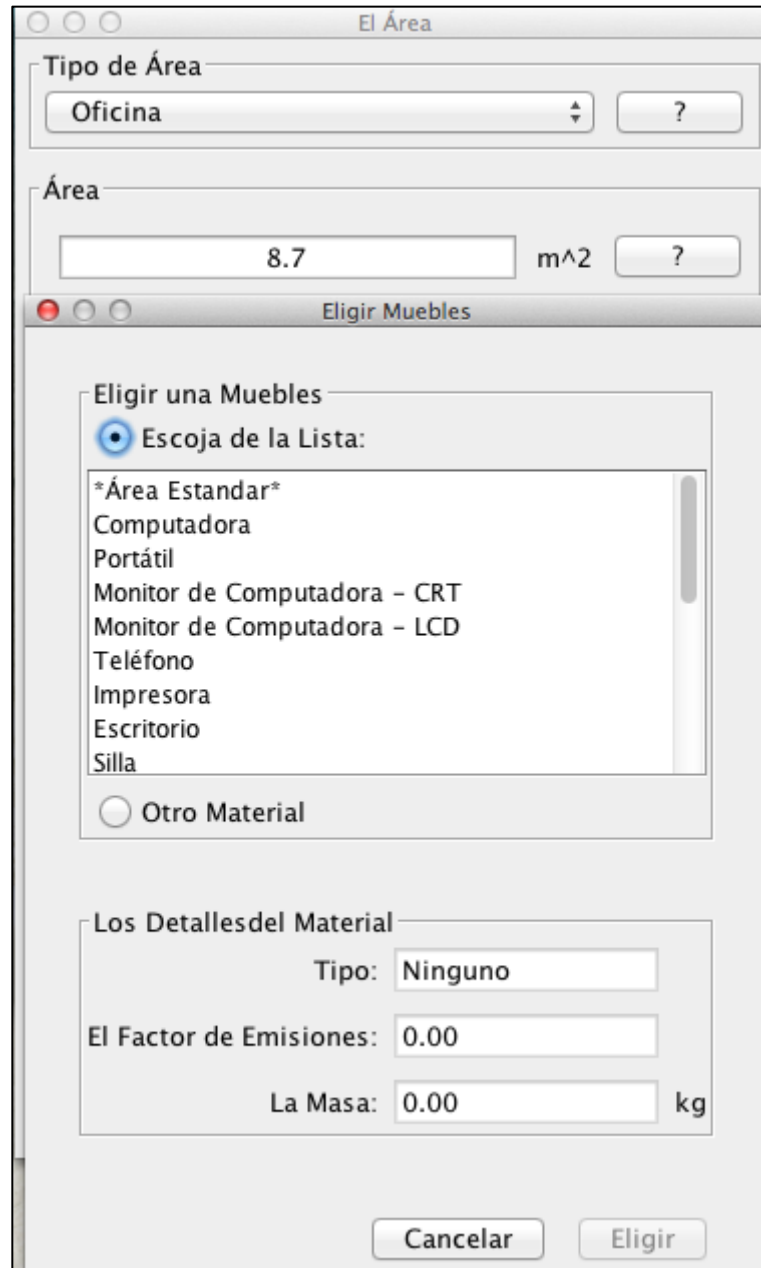 El Área
Tipo de Área
Oficina ?
Área
8.7 m^2 ?
Eligir Muebles
Eligir una Muebles
Escoja de la Lista:
*Área Estandar*
Computadora
Portátil
Monitor de Computadora - CRT
Monitor de Computadora - LCD
Teléfono
Impresora
Escritorio
Silla
Otro Material
Los Detallesdel Material
Tipo: Ninguno
El Factor de Emisiones: 0.00
La Masa: 0.00 kg
Cancelar Eligir